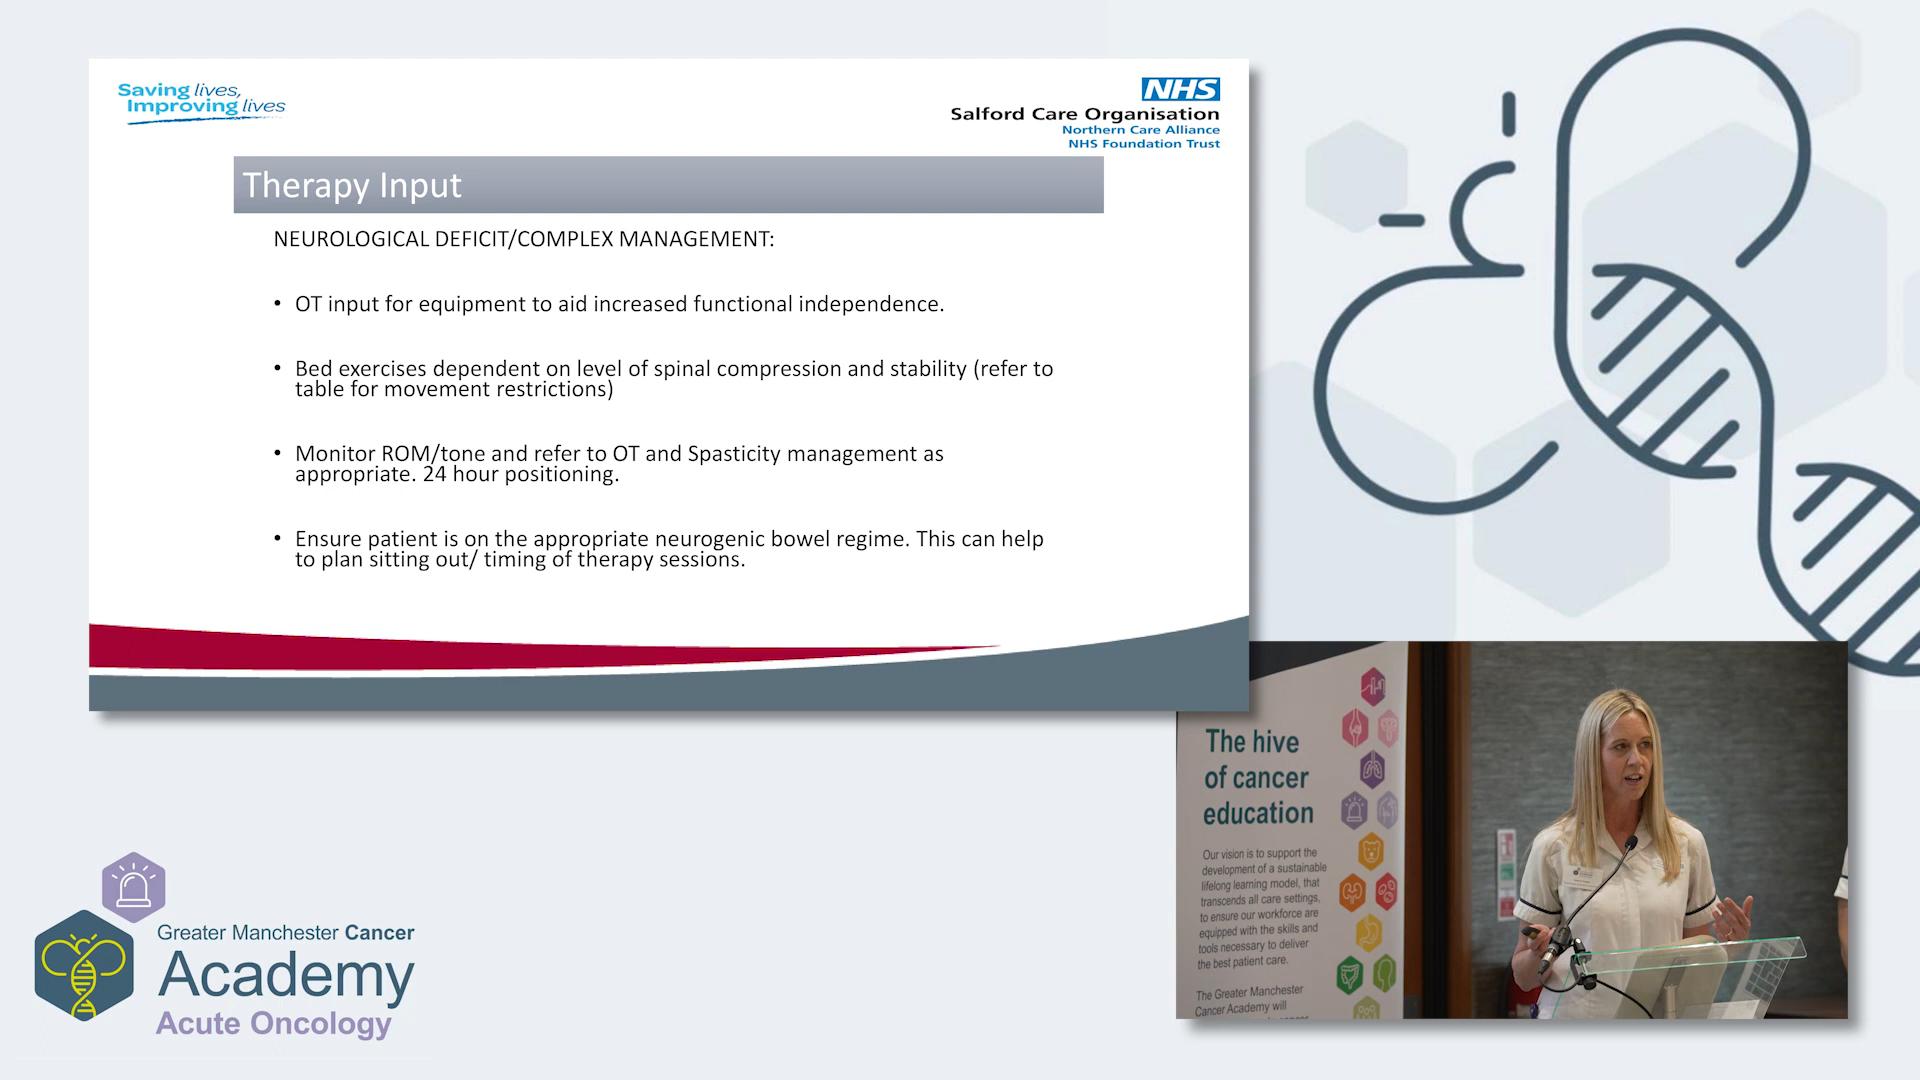 Saving lives,
Improving lives
NHS
Salford Care Organisation
Northern Care Alliance
NHS Foundation Trust
Therapy Input
NEUROLOGICAL DEFICIT/COMPLEX MANAGEMENT:
• OT input for equipment to aid increased functional independence.
• Bed exercises dependent on level of spinal compression and stability (refer to
table for movement restrictions)
• Monitor ROM/tone and refer to OT and Spasticity management as
appropriate. 24 hour positioning.
• Ensure patient is on the appropriate neurogenic bowel regime. This can help
to plan sitting out/ timing of therapy sessions.
The hive
of cancer
education
Our vision is to support the
development of a sustainable
lifelong learning model, that
transcends all care settings,
to ensure our workforce are
equipped with the skills and
tools necessary to deliver
the best patient care.
The Greater Manchester
Cancer Academy will
Greater Manchester Cancer
Academy
Acute Oncology